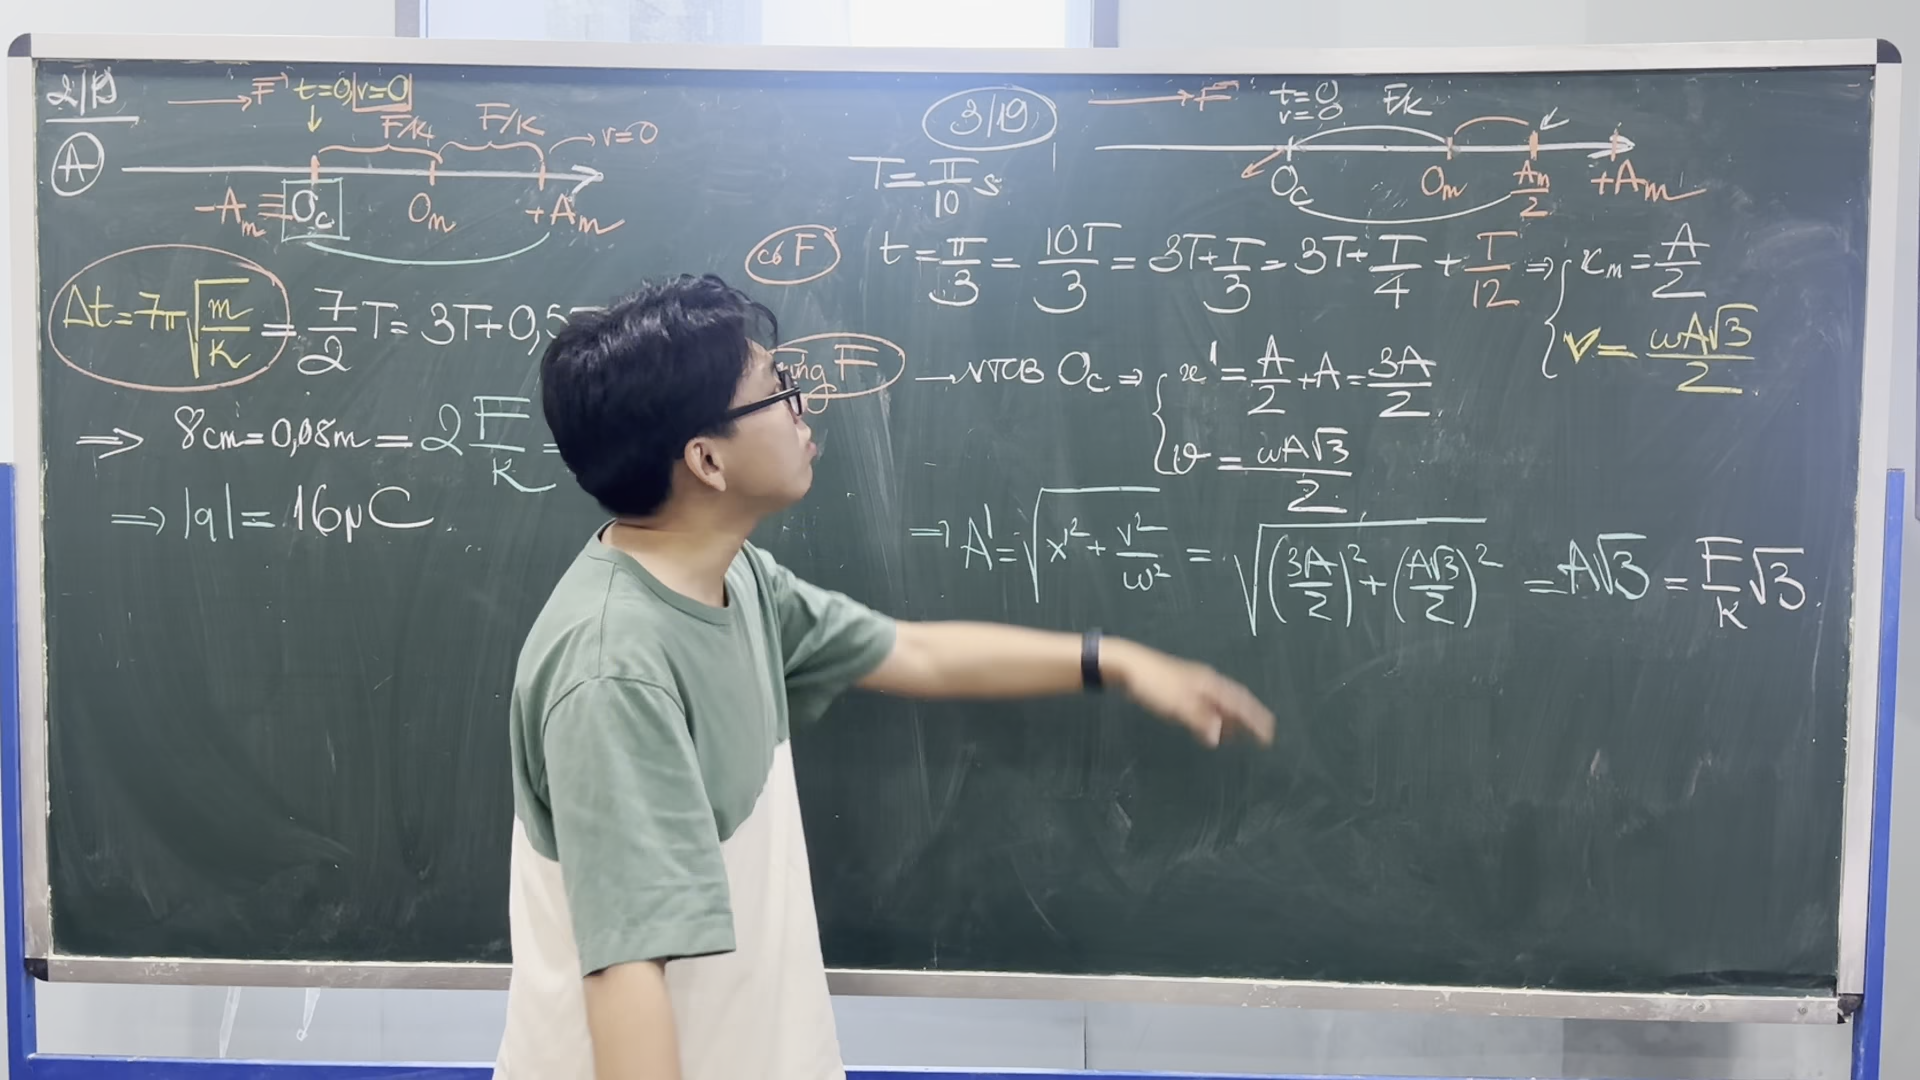 2/19
F t=0 v=0
F/k F/k v=0
A
-Am Oc Om +Am
Δt=7π√(m/k) = 7/2 T = 3T+0,5
⇒ 8cm=0,08m = 2 F/k =
⇒ |q| = 16μC
3/19
F t=0 v=0 F/k
T = π/10 s
Oc Om Am/2 +Am
có F
t = π/3 = 10T/3 = 3T+T/3 = 3T+T/4 + T/12 ⇒ { xm = A/2
v = ωA√3/2
F → VTCB Oc ⇒ { x' = A/2 + A = 3A/2
v = ωA√3/2
⇒ A' = √(x'² + v²/ω²) = √((3A/2)² + (A√3/2)²) = A√3 = F/k √3.